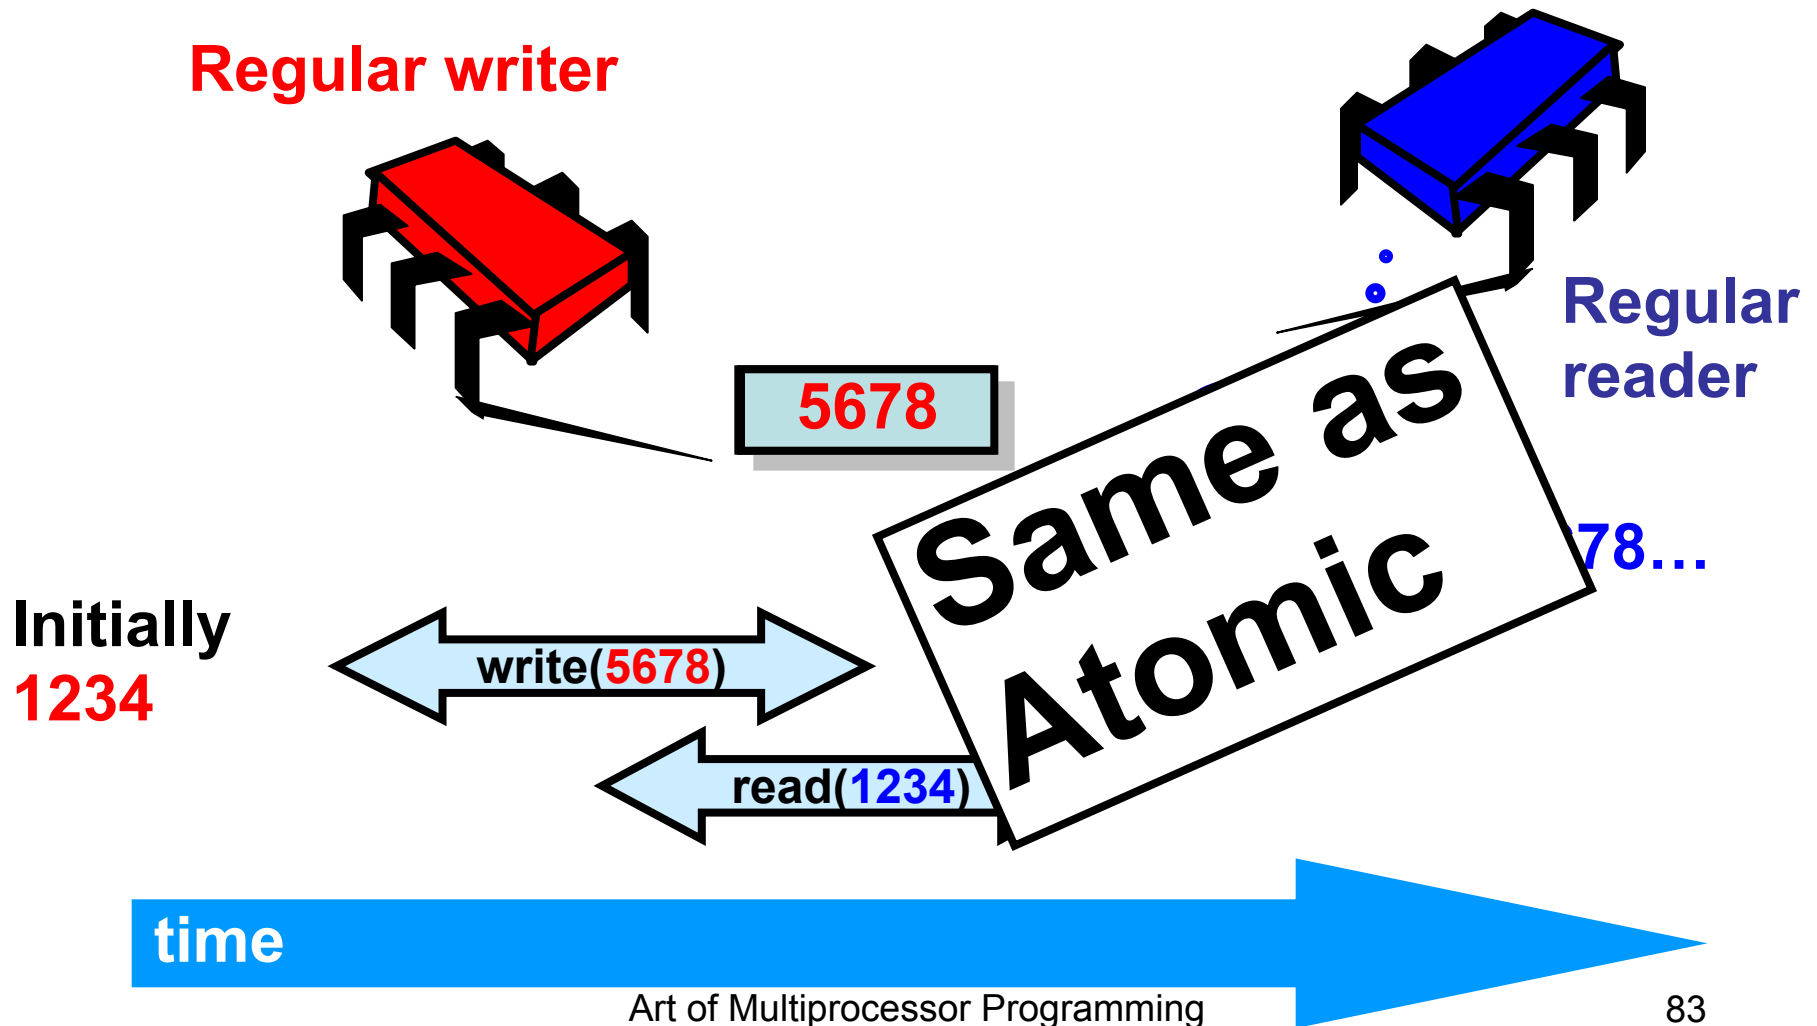 Regular writer
Regular
reader
5678
Same as
Atomic
78…
Initially
1234
write(5678)
read(1234)
time
Art of Multiprocessor Programming
83